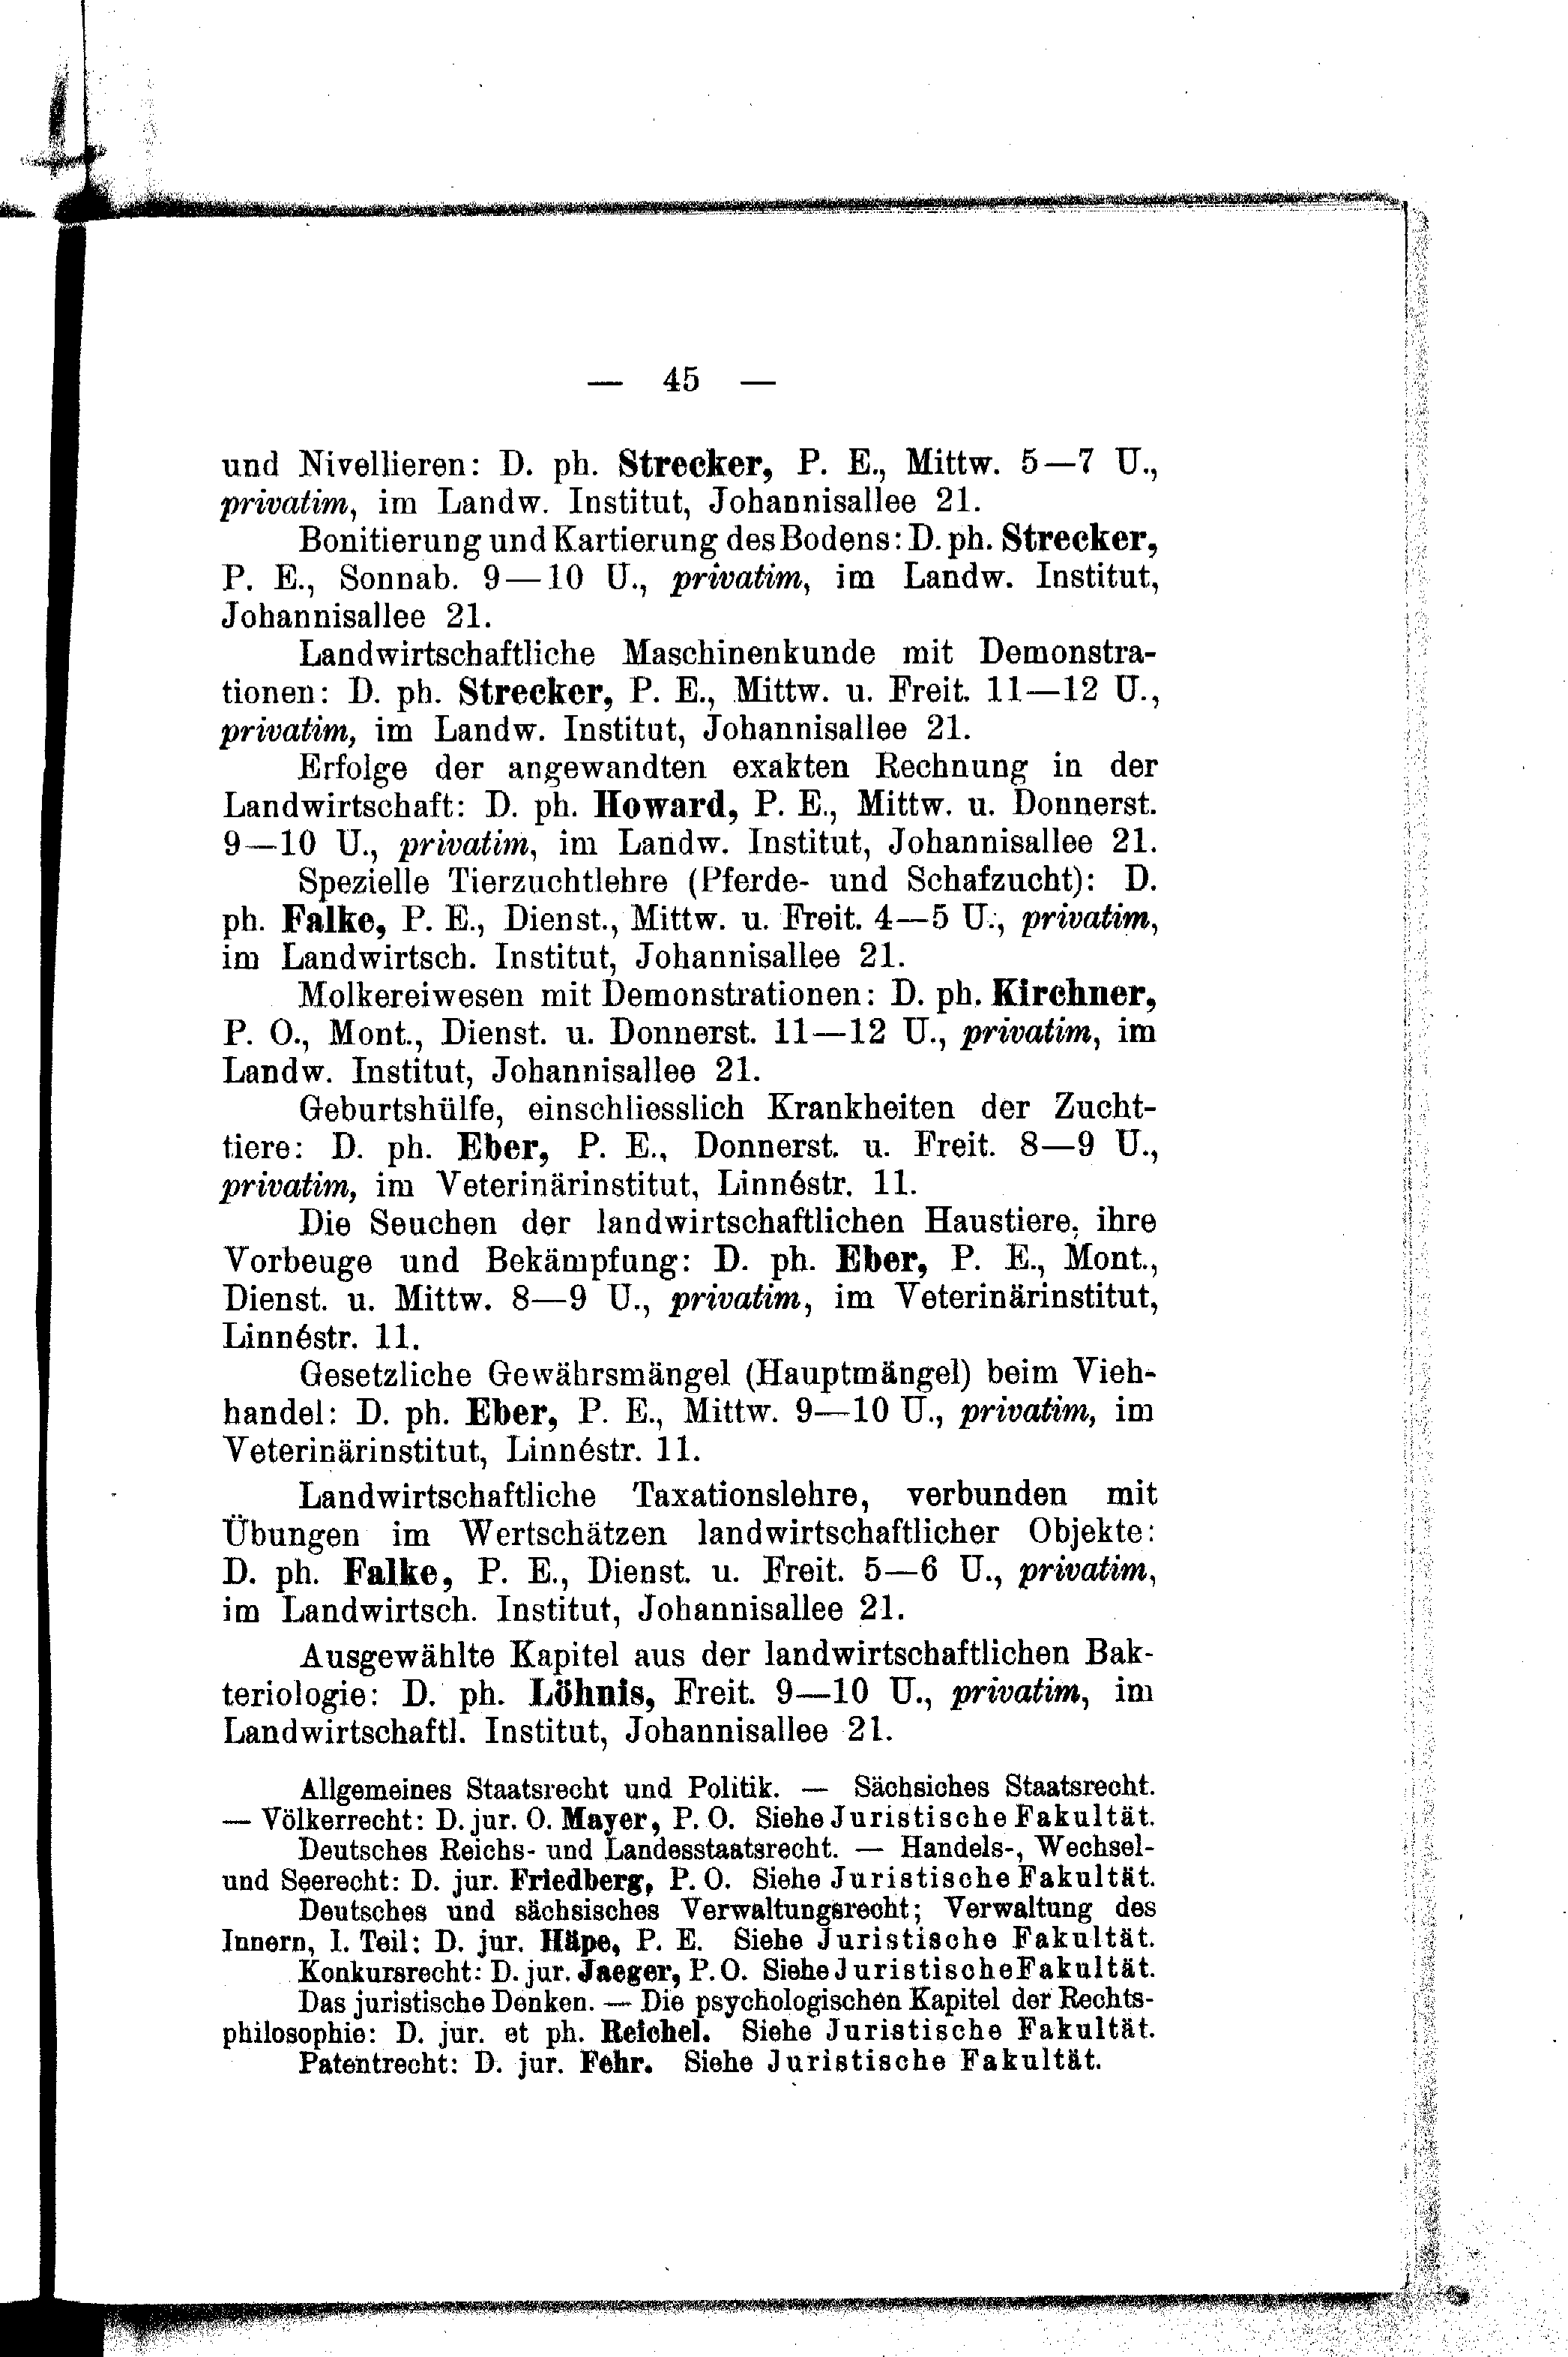 — 45 —
und Nivellieren: D. ph. Strecker, P. E., Mittw. 5—7 U.,
privatim, im Landw. Institut, Johannisallee 21.
Bonitierung und Kartierung des Bodens: D. ph. Strecker,
P. E., Sonnab. 9—10 U., privatim, im Landw. Institut,
Johannisallee 21.
Landwirtschaftliche Maschinenkunde mit Demonstra-
tionen: D. ph. Strecker, P. E., Mittw. u. Freit. 11—12 U.,
privatim, im Landw. Institut, Johannisallee 21.
Erfolge der angewandten exakten Rechnung in der
Landwirtschaft: D. ph. Howard, P. E., Mittw. u. Donnerst.
9—10 U., privatim, im Landw. Institut, Johannisallee 21.
Spezielle Tierzuchtlehre (Pferde- und Schafzucht): D.
ph. Falke, P. E., Dienst., Mittw. u. Freit. 4—5 U., privatim,
im Landwirtsch. Institut, Johannisallee 21.
Molkereiwesen mit Demonstrationen: D. ph. Kirchner,
P. O., Mont., Dienst. u. Donnerst. 11—12 U., privatim, im
Landw. Institut, Johannisallee 21.
Geburtshülfe, einschliesslich Krankheiten der Zucht-
tiere: D. ph. Eber, P. E., Donnerst. u. Freit. 8—9 U.,
privatim, im Veterinärinstitut, Linnéstr. 11.
Die Seuchen der landwirtschaftlichen Haustiere, ihre
Vorbeuge und Bekämpfung: D. ph. Eber, P. E., Mont.,
Dienst. u. Mittw. 8—9 U., privatim, im Veterinärinstitut,
Linnéstr. 11.
Gesetzliche Gewährsmängel (Hauptmängel) beim Vieh-
handel: D. ph. Eber, P. E., Mittw. 9—10 U., privatim, im
Veterinärinstitut, Linnéstr. 11.
Landwirtschaftliche Taxationslehre, verbunden mit
Übungen im Wertschätzen landwirtschaftlicher Objekte:
D. ph. Falke, P. E., Dienst. u. Freit. 5—6 U., privatim,
im Landwirtsch. Institut, Johannisallee 21.
Ausgewählte Kapitel aus der landwirtschaftlichen Bak-
teriologie: D. ph. Löhnis, Freit. 9—10 U., privatim, im
Landwirtschaftl. Institut, Johannisallee 21.
Allgemeines Staatsrecht und Politik. — Sächsiches Staatsrecht.
— Völkerrecht: D. jur. O. Mayer, P. O. Siehe Juristische Fakultät.
Deutsches Reichs- und Landesstaatsrecht. — Handels-, Wechsel-
und Seerecht: D. jur. Friedberg, P. O. Siehe Juristische Fakultät.
Deutsches und sächsisches Verwaltungsrecht; Verwaltung des
Innern, I. Teil: D. jur. Häpe, P. E. Siehe Juristische Fakultät.
Konkursrecht: D. jur. Jaeger, P. O. Siehe Juristische Fakultät.
Das juristische Denken. — Die psychologischen Kapitel der Rechts-
philosophie: D. jur. et ph. Reichel. Siehe Juristische Fakultät.
Patentrecht: D. jur. Fehr. Siehe Juristische Fakultät.